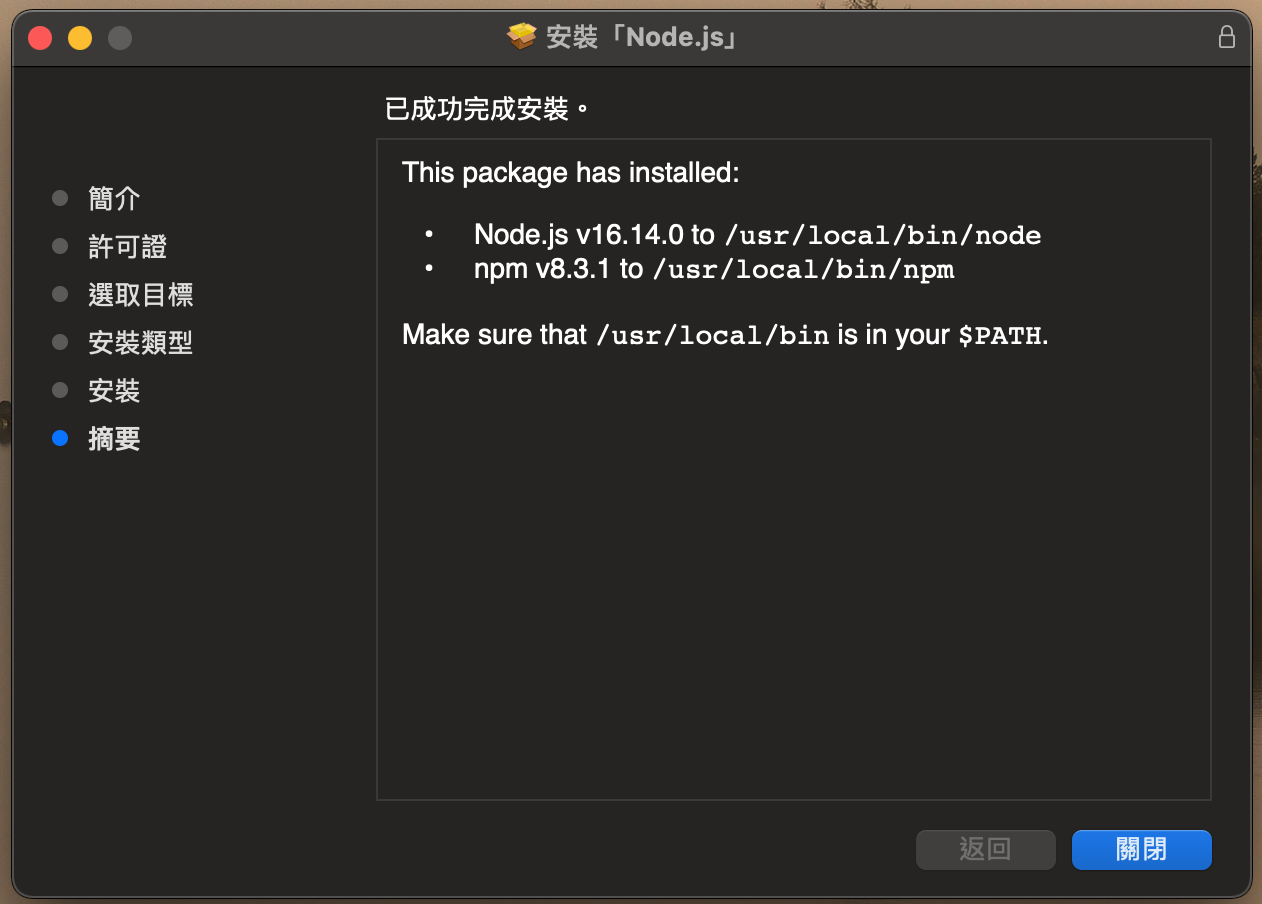 安裝「Node.js」
已成功完成安裝。
簡介
許可證
選取目標
安裝類型
安裝
摘要
This package has installed:
• Node.js v16.14.0 to /usr/local/bin/node
• npm v8.3.1 to /usr/local/bin/npm
Make sure that /usr/local/bin is in your $PATH.
返回
關閉